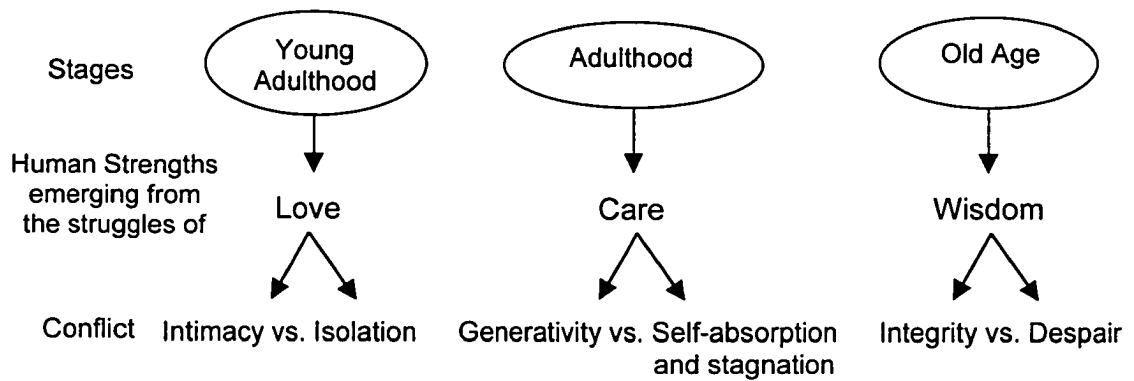 Stages
Young
Adulthood
Adulthood
Old Age
Human Strengths
emerging from
the struggles of
Love
Care
Wisdom
Conflict
Intimacy vs. Isolation
Generativity vs. Self-absorption
and stagnation
Integrity vs. Despair